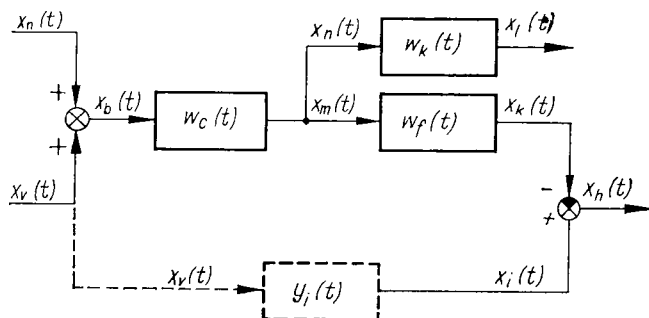 x_n(t)
x_n(t)
w_k(t)
x_l(t)
+
x_b(t)
w_c(t)
x_m(t)
w_f(t)
x_k(t)
+
x_v(t)
-
+
x_h(t)
x_v(t)
y_i(t)
x_i(t)